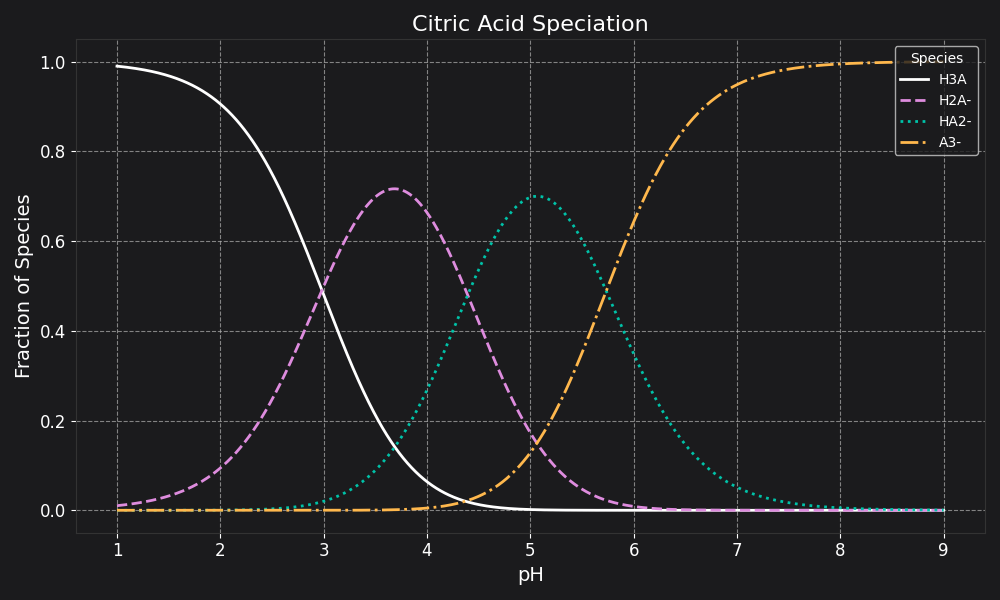 Citric Acid Speciation
Species
H3A
H2A-
HA2-
A3-
Fraction of Species
1.0
0.8
0.6
0.4
0.2
0.0
1 2 3 4 5 6 7 8 9
pH